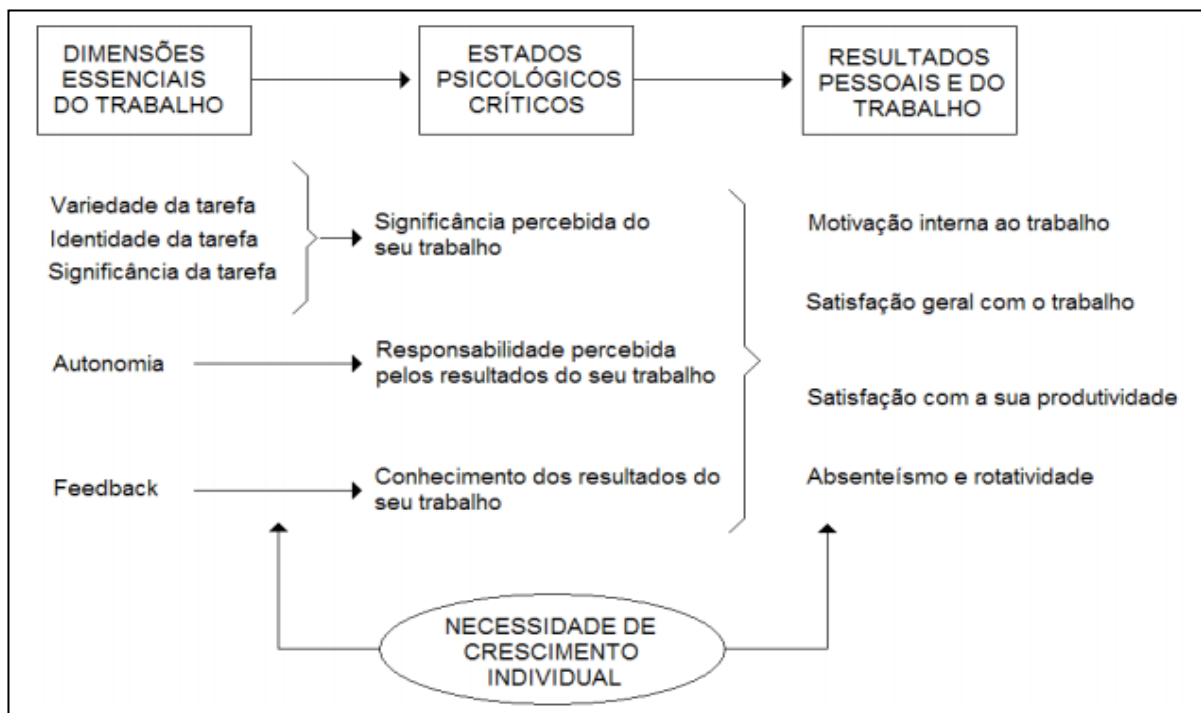 DIMENSÕES
ESSENCIAIS
DO TRABALHO
ESTADOS
PSICOLÓGICOS
CRÍTICOS
RESULTADOS
PESSOAIS E DO
TRABALHO
Variedade da tarefa
Identidade da tarefa
Significância da tarefa
Significância percebida do
seu trabalho
Motivação interna ao trabalho
Satisfação geral com o trabalho
Autonomia
Responsabilidade percebida
pelos resultados do seu trabalho
Satisfação com a sua produtividade
Feedback
Conhecimento dos resultados do
seu trabalho
Absenteísmo e rotatividade
NECESSIDADE DE
CRESCIMENTO
INDIVIDUAL